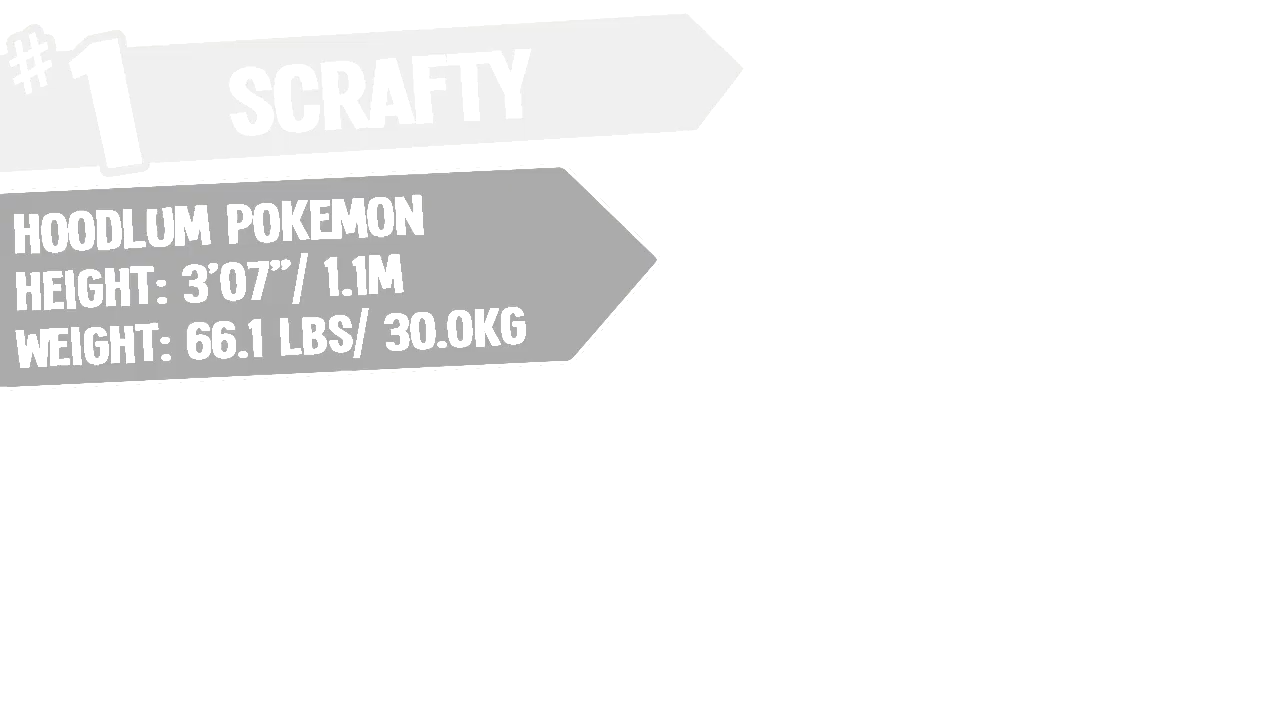 #1 SCRAFTY
HOODLUM POKEMON
HEIGHT: 3'07”/ 1.1M
WEIGHT: 66.1 LBS/ 30.0KG